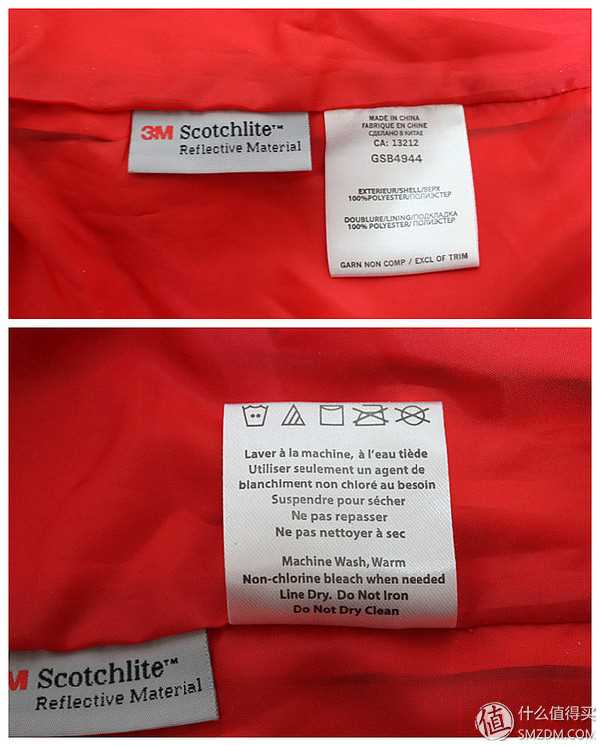 3M Scotchlite™
Reflective Material
MADE IN CHINA
FABRIQUE EN CHINE
СДЕЛАНО В КИТАЕ
CA: 13212
GSB4944
EXTERIEUR/SHELL/ВЕРХ
100%POLYESTER/ПОЛИЭСТЕР
DOUBLURE/LINING/ПОДКЛАДКА
100% POLYESTER/ ПОЛИЭСТЕР
GARN NON COMP / EXCL OF TRIM
Laver à la machine, à l'eau tiède
Utiliser seulement un agent de
blanchiment non chloré au besoin
Suspendre pour sécher
Ne pas repasser
Ne pas nettoyer à sec
Machine Wash, Warm
Non-chlorine bleach when needed
Line Dry. Do Not Iron
Do Not Dry Clean
M Scotchlite™
Reflective Material
值 什么值得买
SMZDM.COM